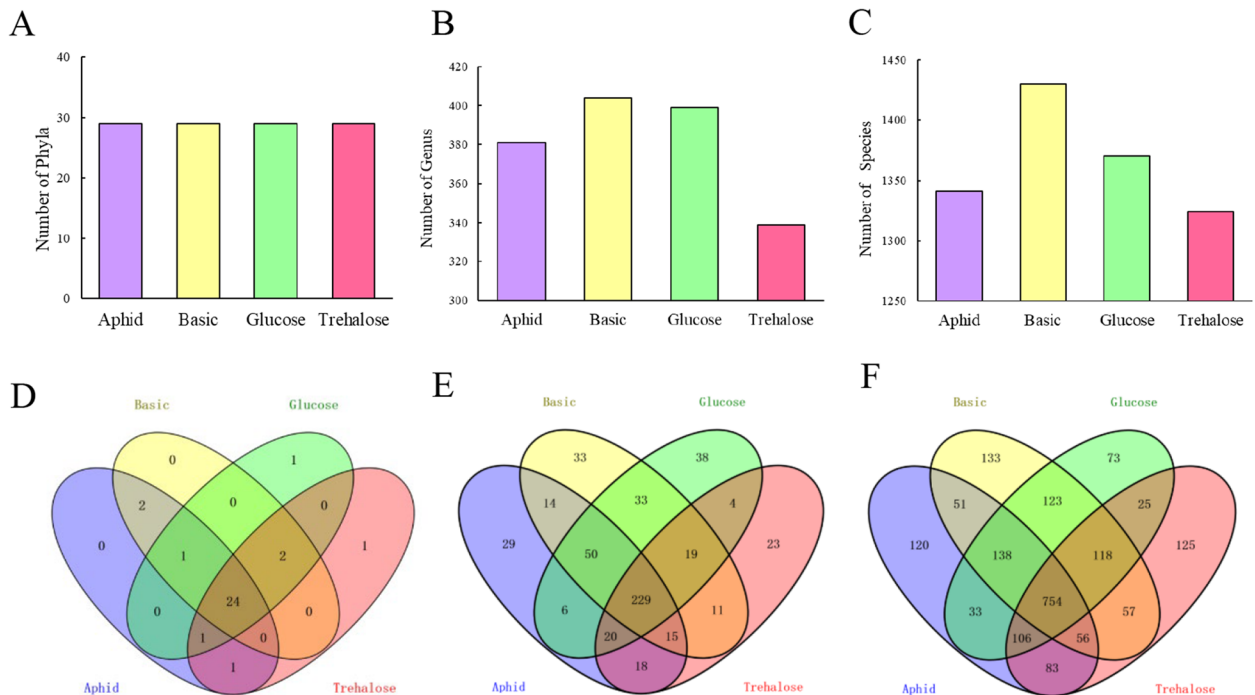 A
B
C
Number of Phyla
40
30
20
10
0
Aphid Basic Glucose Trehalose
Number of Genus
420
400
380
360
340
320
300
Aphid Basic Glucose Trehalose
Number of Species
1450
1400
1350
1300
1250
Aphid Basic Glucose Trehalose
D
Basic Glucose
0 1
2 0 0
0 1 2 1
24
0 0
1 0
1
Aphid Trehalose
E
Basic Glucose
33 38
14 33 4
29 50 19 23
229
6 11
20 15
18
Aphid Trehalose
F
Basic Glucose
133 73
51 123 25
120 138 118 125
754
33 57
106 56
83
Aphid Trehalose